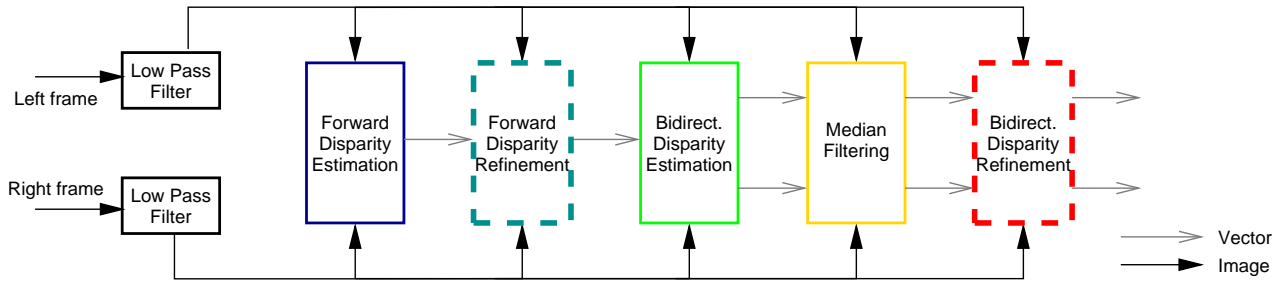 Low Pass
Filter
Left frame
Right frame
Low Pass
Filter
Forward
Disparity
Estimation
Forward
Disparity
Refinement
Bidirect.
Disparity
Estimation
Median
Filtering
Bidirect.
Disparity
Refinement
Vector
Image